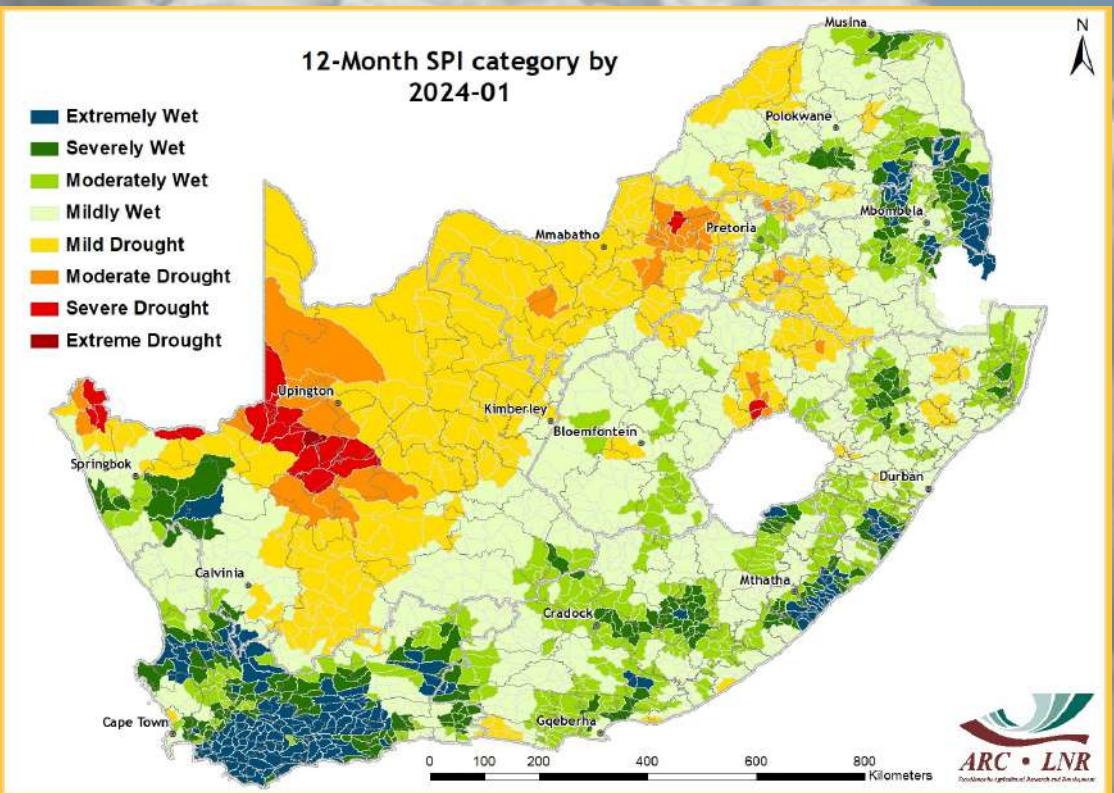 12-Month SPI category by
2024-01
N
Extremely Wet
Severely Wet
Moderately Wet
Mildly Wet
Mild Drought
Moderate Drought
Severe Drought
Extreme Drought
Musina
Polokwane
Mbombela
Pretoria
Mmabatho
Upington
Kimberley
Bloemfontein
Springbok
Durban
Calvinia
Mthatha
Cradock
Cape Town
Gqeberha
0 100 200 400 600 800
Kilometers
ARC • LNR